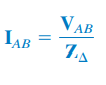 I_AB = V_AB / Z_Δ